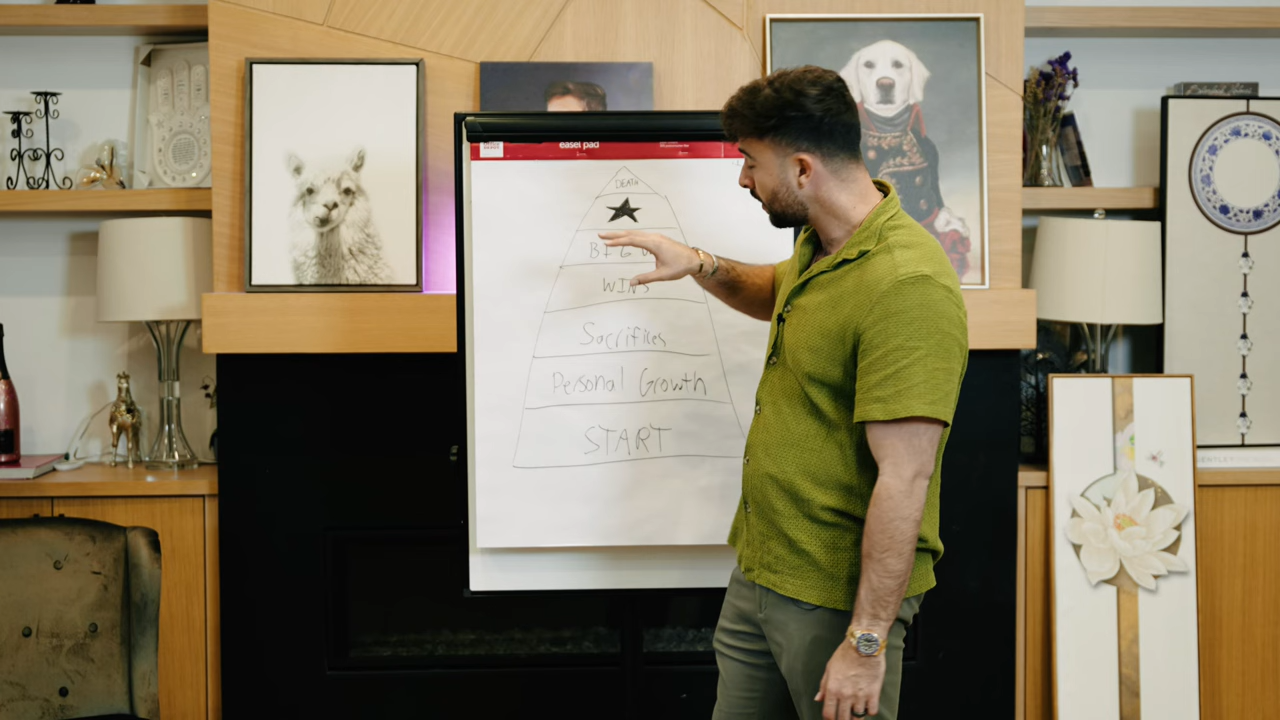 easel pad
DEATH
WINS
Sacrifices
Personal Growth
START